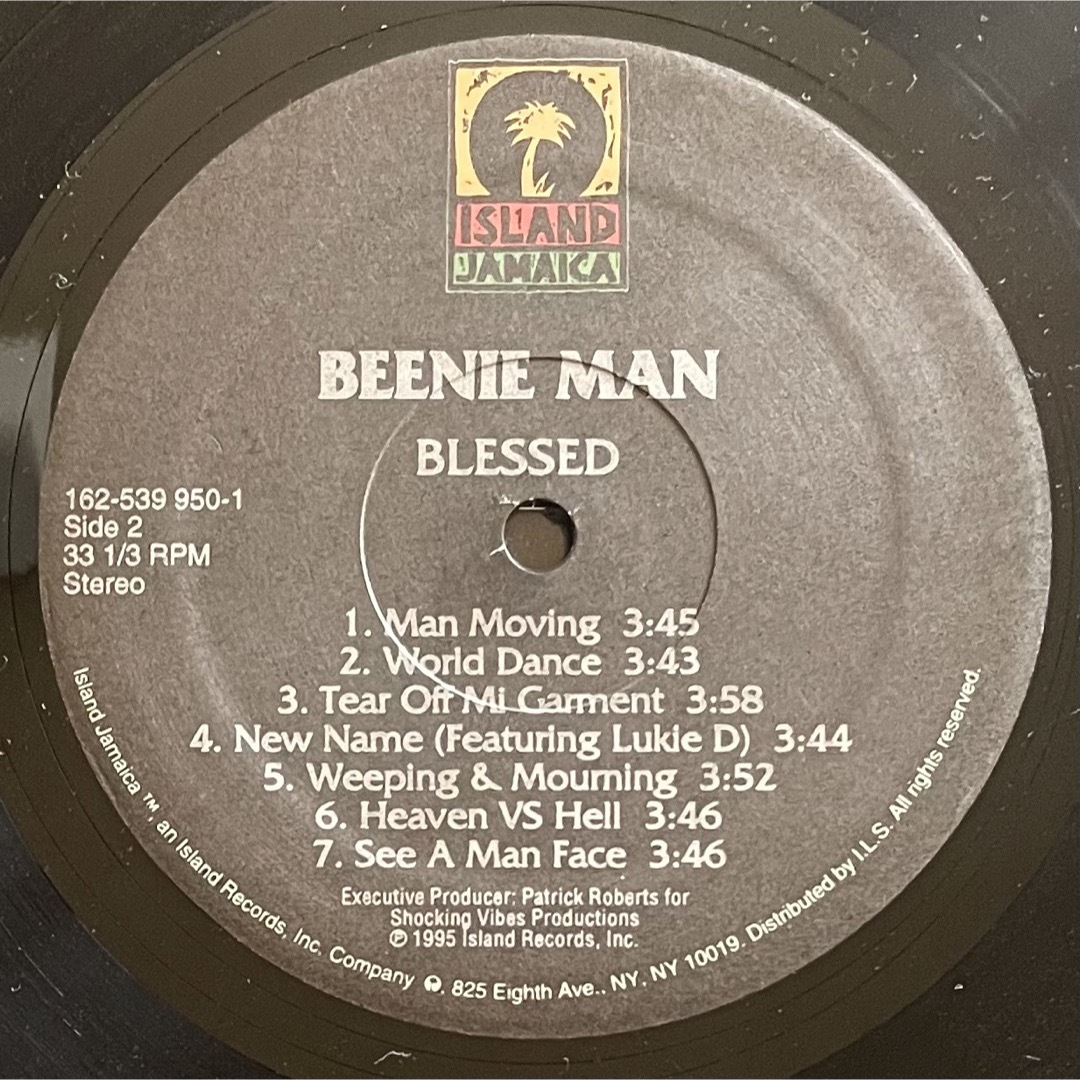 ISLAND
JAMAICA
BEENIE MAN
BLESSED
162-539 950-1
Side 2
33 1/3 RPM
Stereo
1. Man Moving 3:45
2. World Dance 3:43
3. Tear Off Mi Garment 3:58
4. New Name (Featuring Lukie D) 3:44
5. Weeping & Mourning 3:52
6. Heaven VS Hell 3:46
7. See A Man Face 3:46
Executive Producer: Patrick Roberts for
Shocking Vibes Productions
℗ 1995 Island Records, Inc.
Island Jamaica ™, an Island Records, Inc. Company . 825 Eighth Ave., NY, NY 10019. Distributed by I.L.S. All rights reserved.